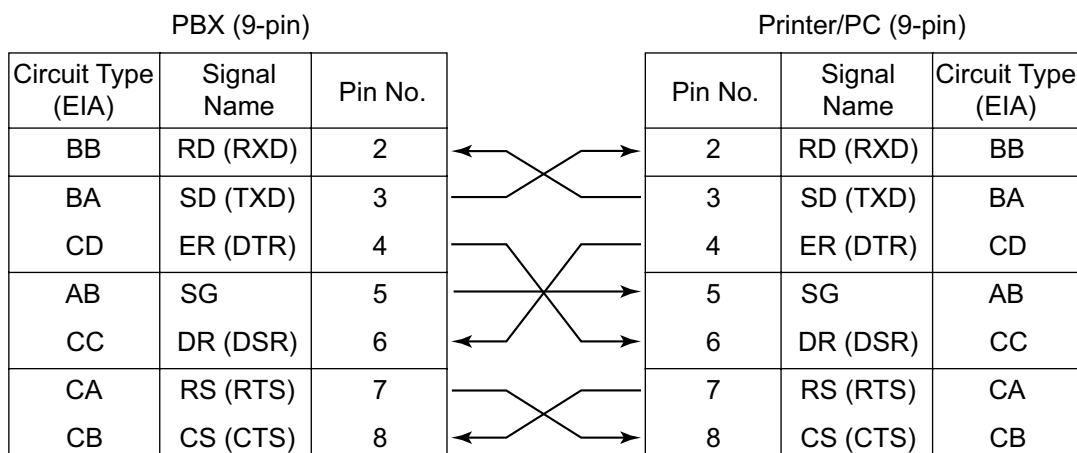 PBX (9-pin) Printer/PC (9-pin)
Circuit Type (EIA) Signal Name Pin No. Pin No. Signal Name Circuit Type (EIA)
BB RD (RXD) 2 2 RD (RXD) BB
BA SD (TXD) 3 3 SD (TXD) BA
CD ER (DTR) 4 4 ER (DTR) CD
AB SG 5 5 SG AB
CC DR (DSR) 6 6 DR (DSR) CC
CA RS (RTS) 7 7 RS (RTS) CA
CB CS (CTS) 8 8 CS (CTS) CB